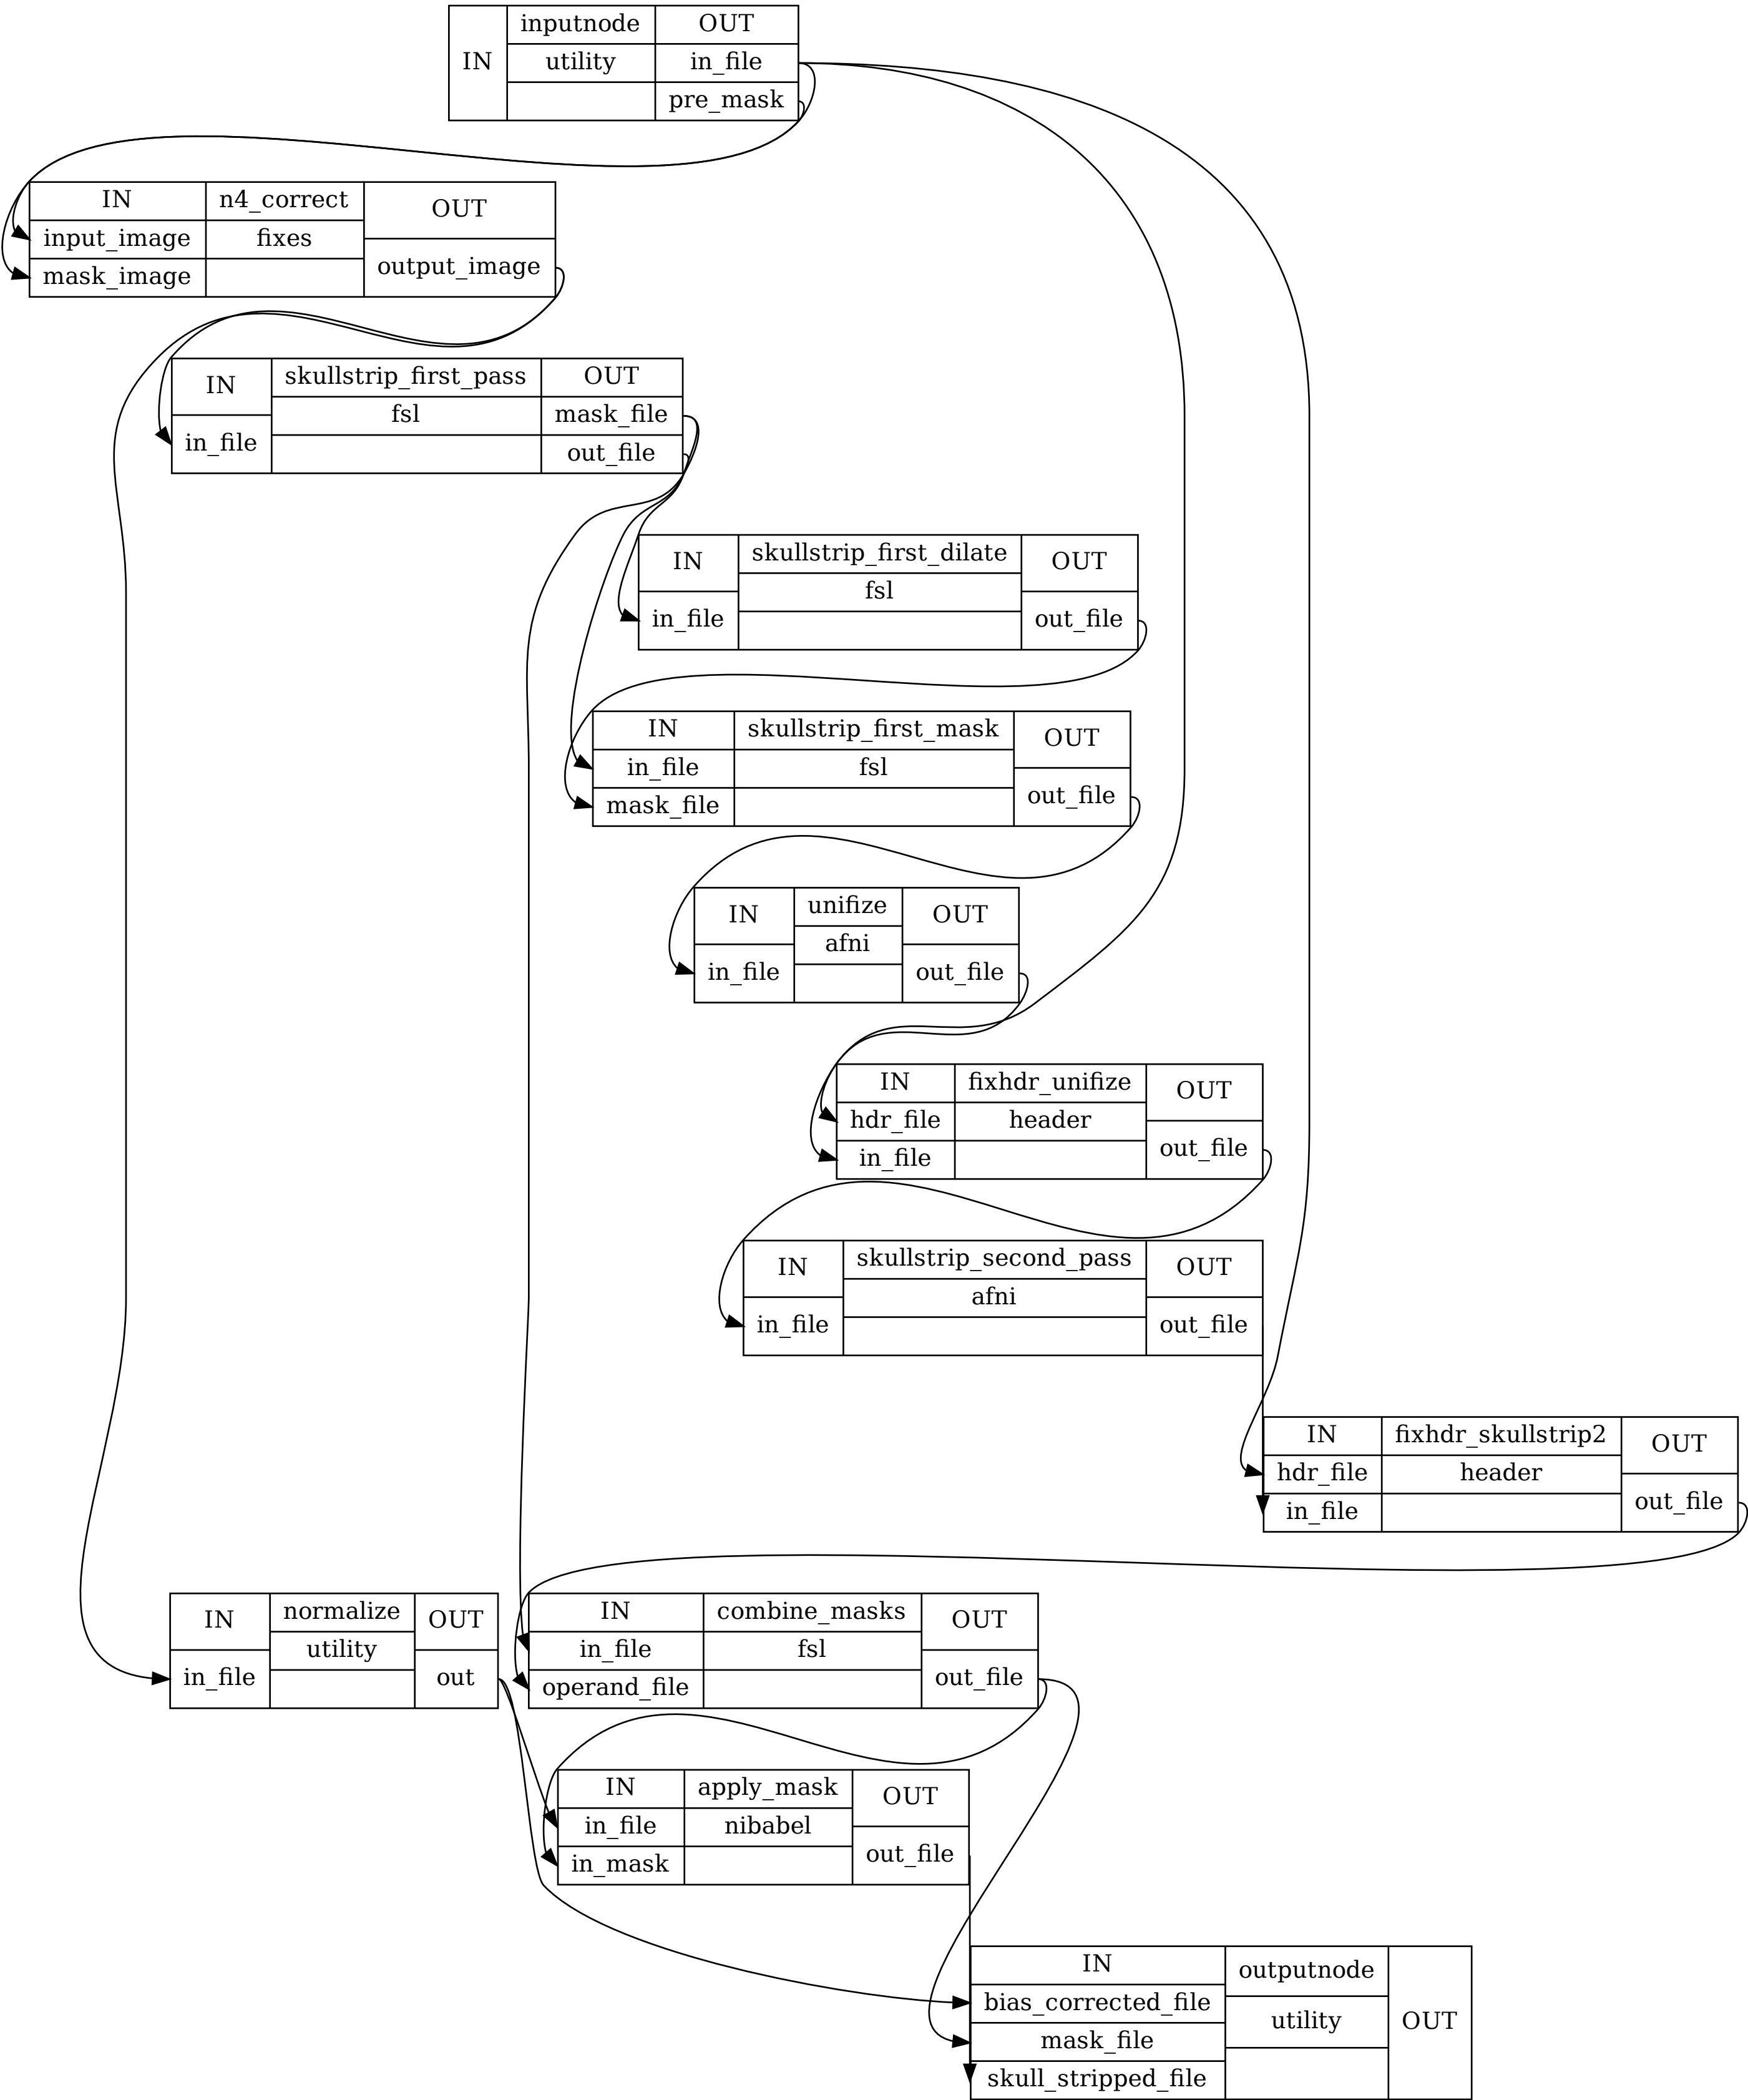 inputnode OUT
IN utility in_file
pre_mask
IN n4_correct OUT
input_image fixes
mask_image output_image
IN skullstrip_first_pass OUT
fsl mask_file
in_file out_file
IN skullstrip_first_dilate OUT
fsl
in_file out_file
IN skullstrip_first_mask OUT
in_file fsl
mask_file out_file
IN unifize OUT
afni
in_file out_file
IN fixhdr_unifize OUT
hdr_file header
in_file out_file
IN skullstrip_second_pass OUT
afni
in_file out_file
IN fixhdr_skullstrip2 OUT
hdr_file header
in_file out_file
IN normalize OUT
utility
in_file out
IN combine_masks OUT
in_file fsl
operand_file out_file
IN apply_mask OUT
in_file nibabel
in_mask out_file
IN outputnode
bias_corrected_file utility OUT
mask_file
skull_stripped_file